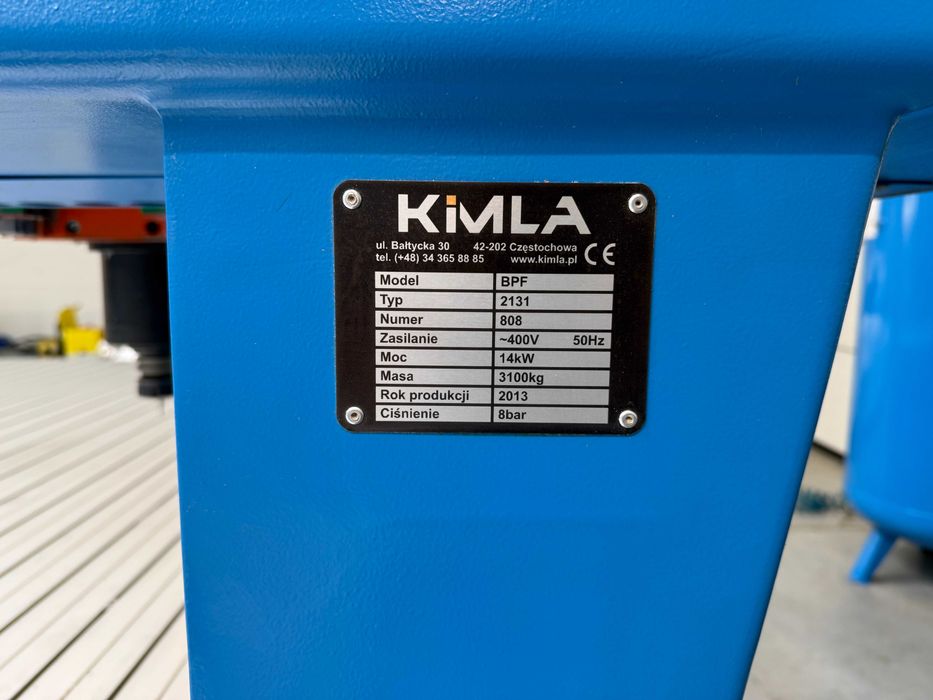 KiMLA
ul. Bałtycka 30 42-202 Częstochowa
tel. (+48) 34 365 88 85 www.kimla.pl CE
Model BPF
Typ 2131
Numer 808
Zasilanie ~400V 50Hz
Moc 14kW
Masa 3100kg
Rok produkcji 2013
Ciśnienie 8bar